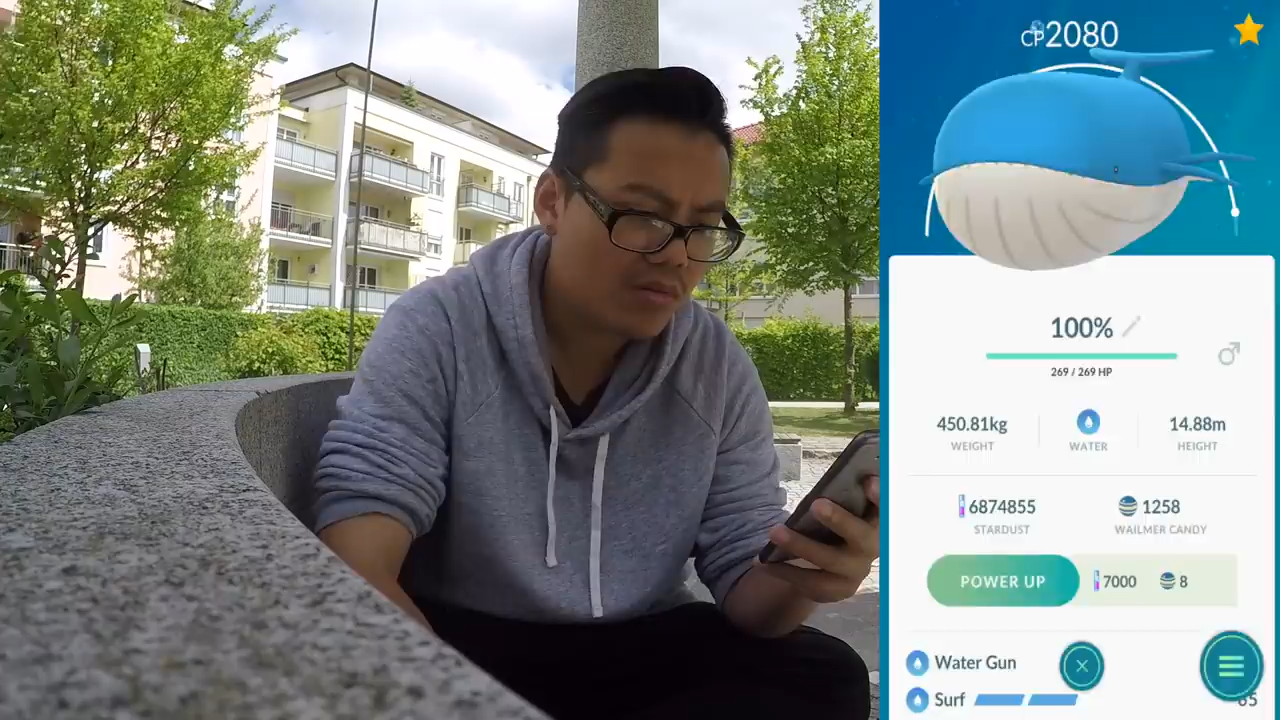 CP2080
100%
269 / 269 HP
450.81kg
WEIGHT
WATER
14.88m
HEIGHT
6874855
STARDUST
1258
WAILMER CANDY
POWER UP
7000
8
Water Gun
Surf
65